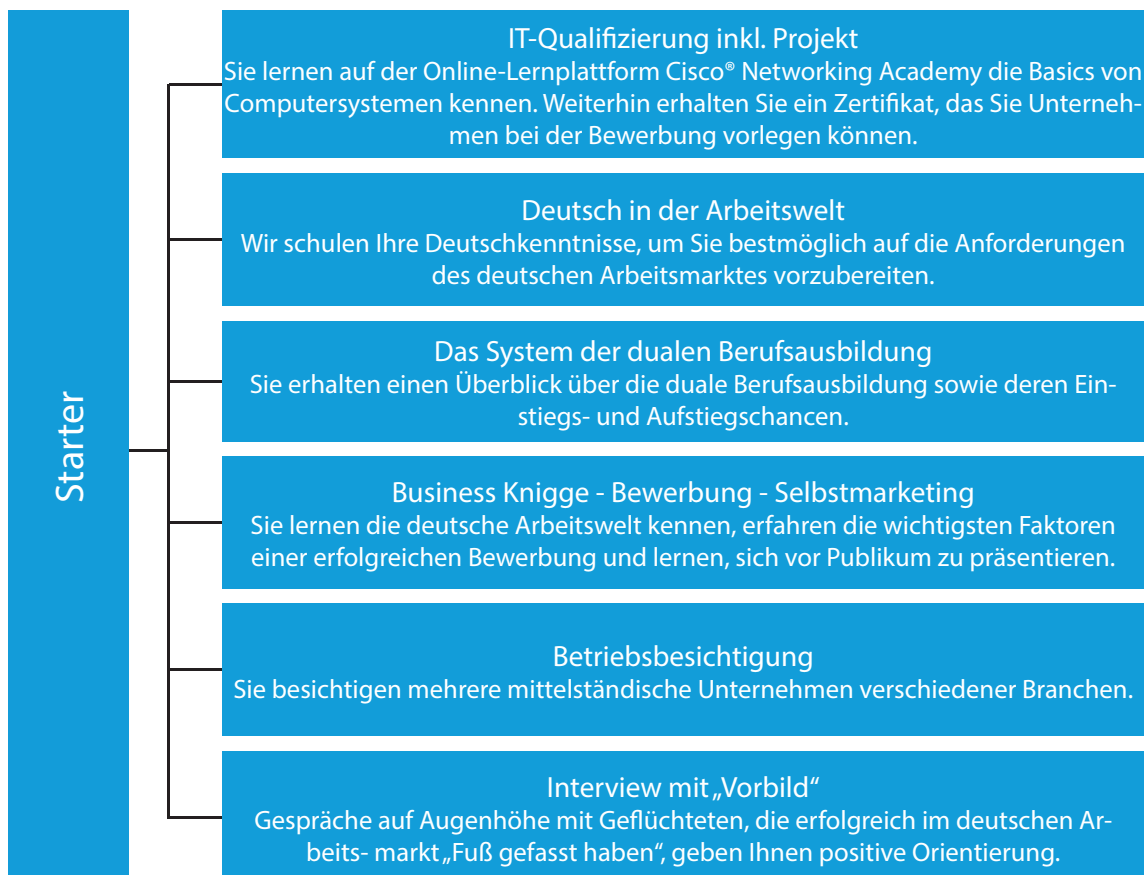 Starter
IT-Qualifizierung inkl. Projekt
Sie lernen auf der Online-Lernplattform Cisco® Networking Academy die Basics von
Computersystemen kennen. Weiterhin erhalten Sie ein Zertifikat, das Sie Unterneh-
men bei der Bewerbung vorlegen können.
Deutsch in der Arbeitswelt
Wir schulen Ihre Deutschkenntnisse, um Sie bestmöglich auf die Anforderungen
des deutschen Arbeitsmarktes vorzubereiten.
Das System der dualen Berufsausbildung
Sie erhalten einen Überblick über die duale Berufsausbildung sowie deren Ein-
stiegs- und Aufstiegschancen.
Business Knigge - Bewerbung - Selbstmarketing
Sie lernen die deutsche Arbeitswelt kennen, erfahren die wichtigsten Faktoren
einer erfolgreichen Bewerbung und lernen, sich vor Publikum zu präsentieren.
Betriebsbesichtigung
Sie besichtigen mehrere mittelständische Unternehmen verschiedener Branchen.
Interview mit „Vorbild“
Gespräche auf Augenhöhe mit Geflüchteten, die erfolgreich im deutschen Ar-
beits- markt „Fuß gefasst haben“, geben Ihnen positive Orientierung.